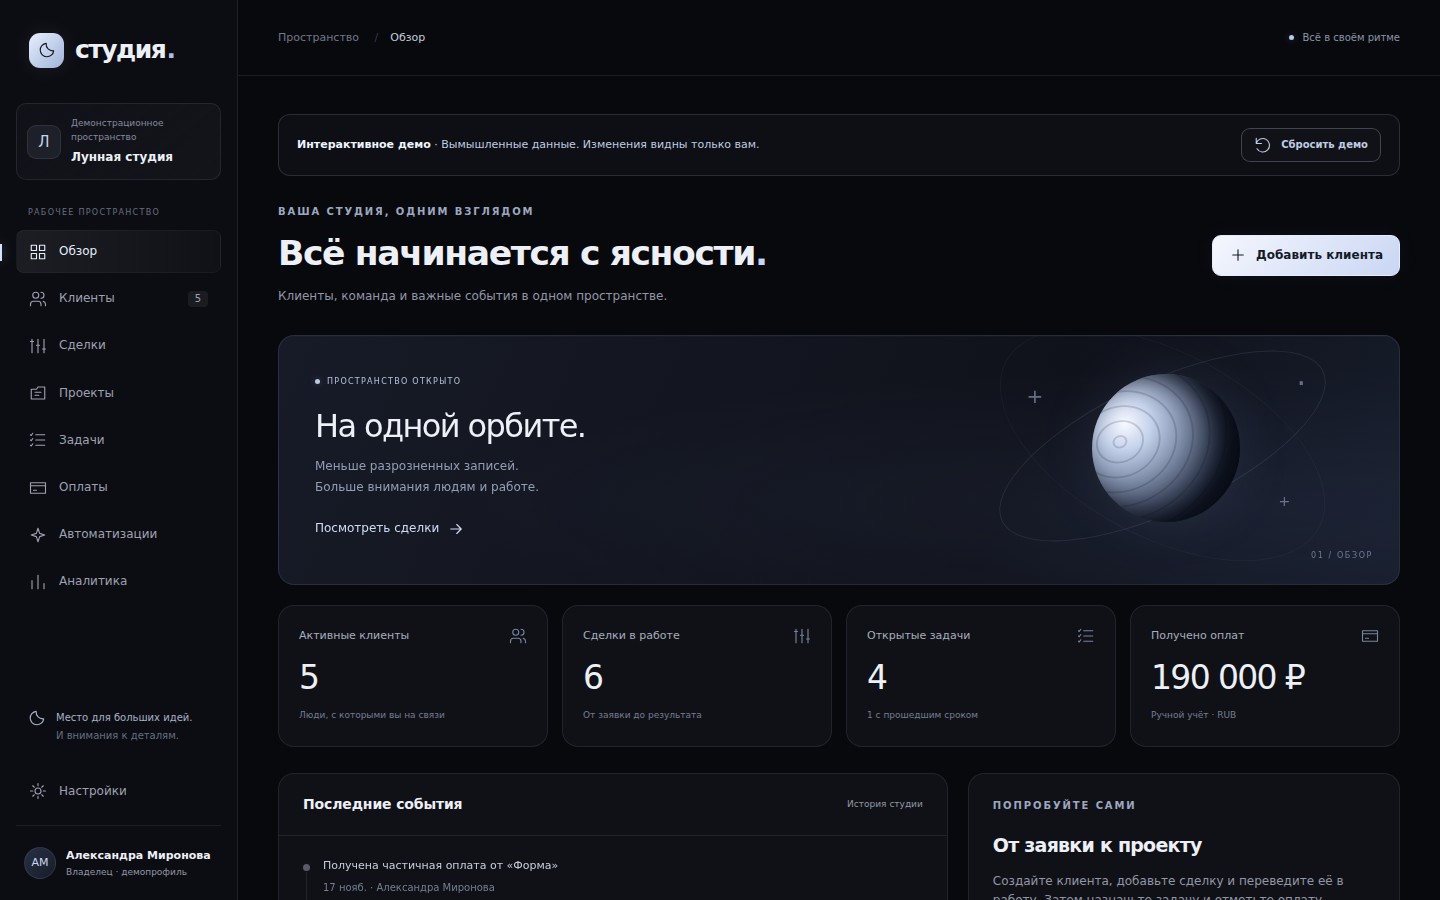 студия.
Демонстрационное
пространство
Л
Лунная студия
РАБОЧЕЕ ПРОСТРАНСТВО
Обзор
Клиенты 5
Сделки
Проекты
Задачи
Оплаты
Автоматизации
Аналитика
Место для больших идей.
И внимания к деталям.
Настройки
АМ
Александра Миронова
Владелец · демопрофиль
Пространство / Обзор
Всё в своём ритме
Интерактивное демо · Вымышленные данные. Изменения видны только вам.
Сбросить демо
ВАША СТУДИЯ, ОДНИМ ВЗГЛЯДОМ
Всё начинается с ясности.
Добавить клиента
Клиенты, команда и важные события в одном пространстве.
ПРОСТРАНСТВО ОТКРЫТО
На одной орбите.
Меньше разрозненных записей.
Больше внимания людям и работе.
Посмотреть сделки
01 / ОБЗОР
Активные клиенты
5
Люди, с которыми вы на связи
Сделки в работе
6
От заявки до результата
Открытые задачи
4
1 с прошедшим сроком
Получено оплат
190 000 ₽
Ручной учёт · RUB
Последние события
История студии
Получена частичная оплата от «Форма»
17 нояб. · Александра Миронова
ПОПРОБУЙТЕ САМИ
От заявки к проекту
Создайте клиента, добавьте сделку и переведите её в
работу. Затем назначьте задачу и отметьте оплату.